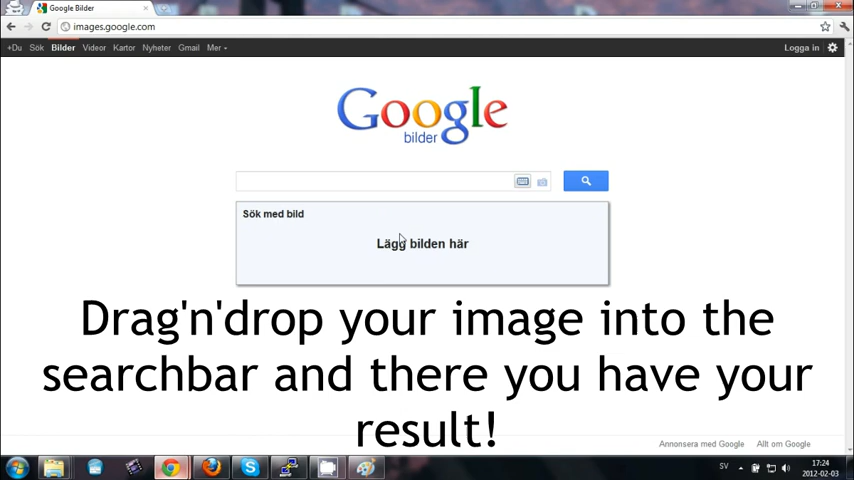 Google Bilder
images.google.com
+Du Sök Bilder Videor Kartor Nyheter Gmail Mer
Logga in
Google
bilder
Sök med bild
Lägg bilden här
Drag'n'drop your image into the
searchbar and there you have your
result!
Annonsera med Google Allt om Google
SV
17:24
2012-02-03